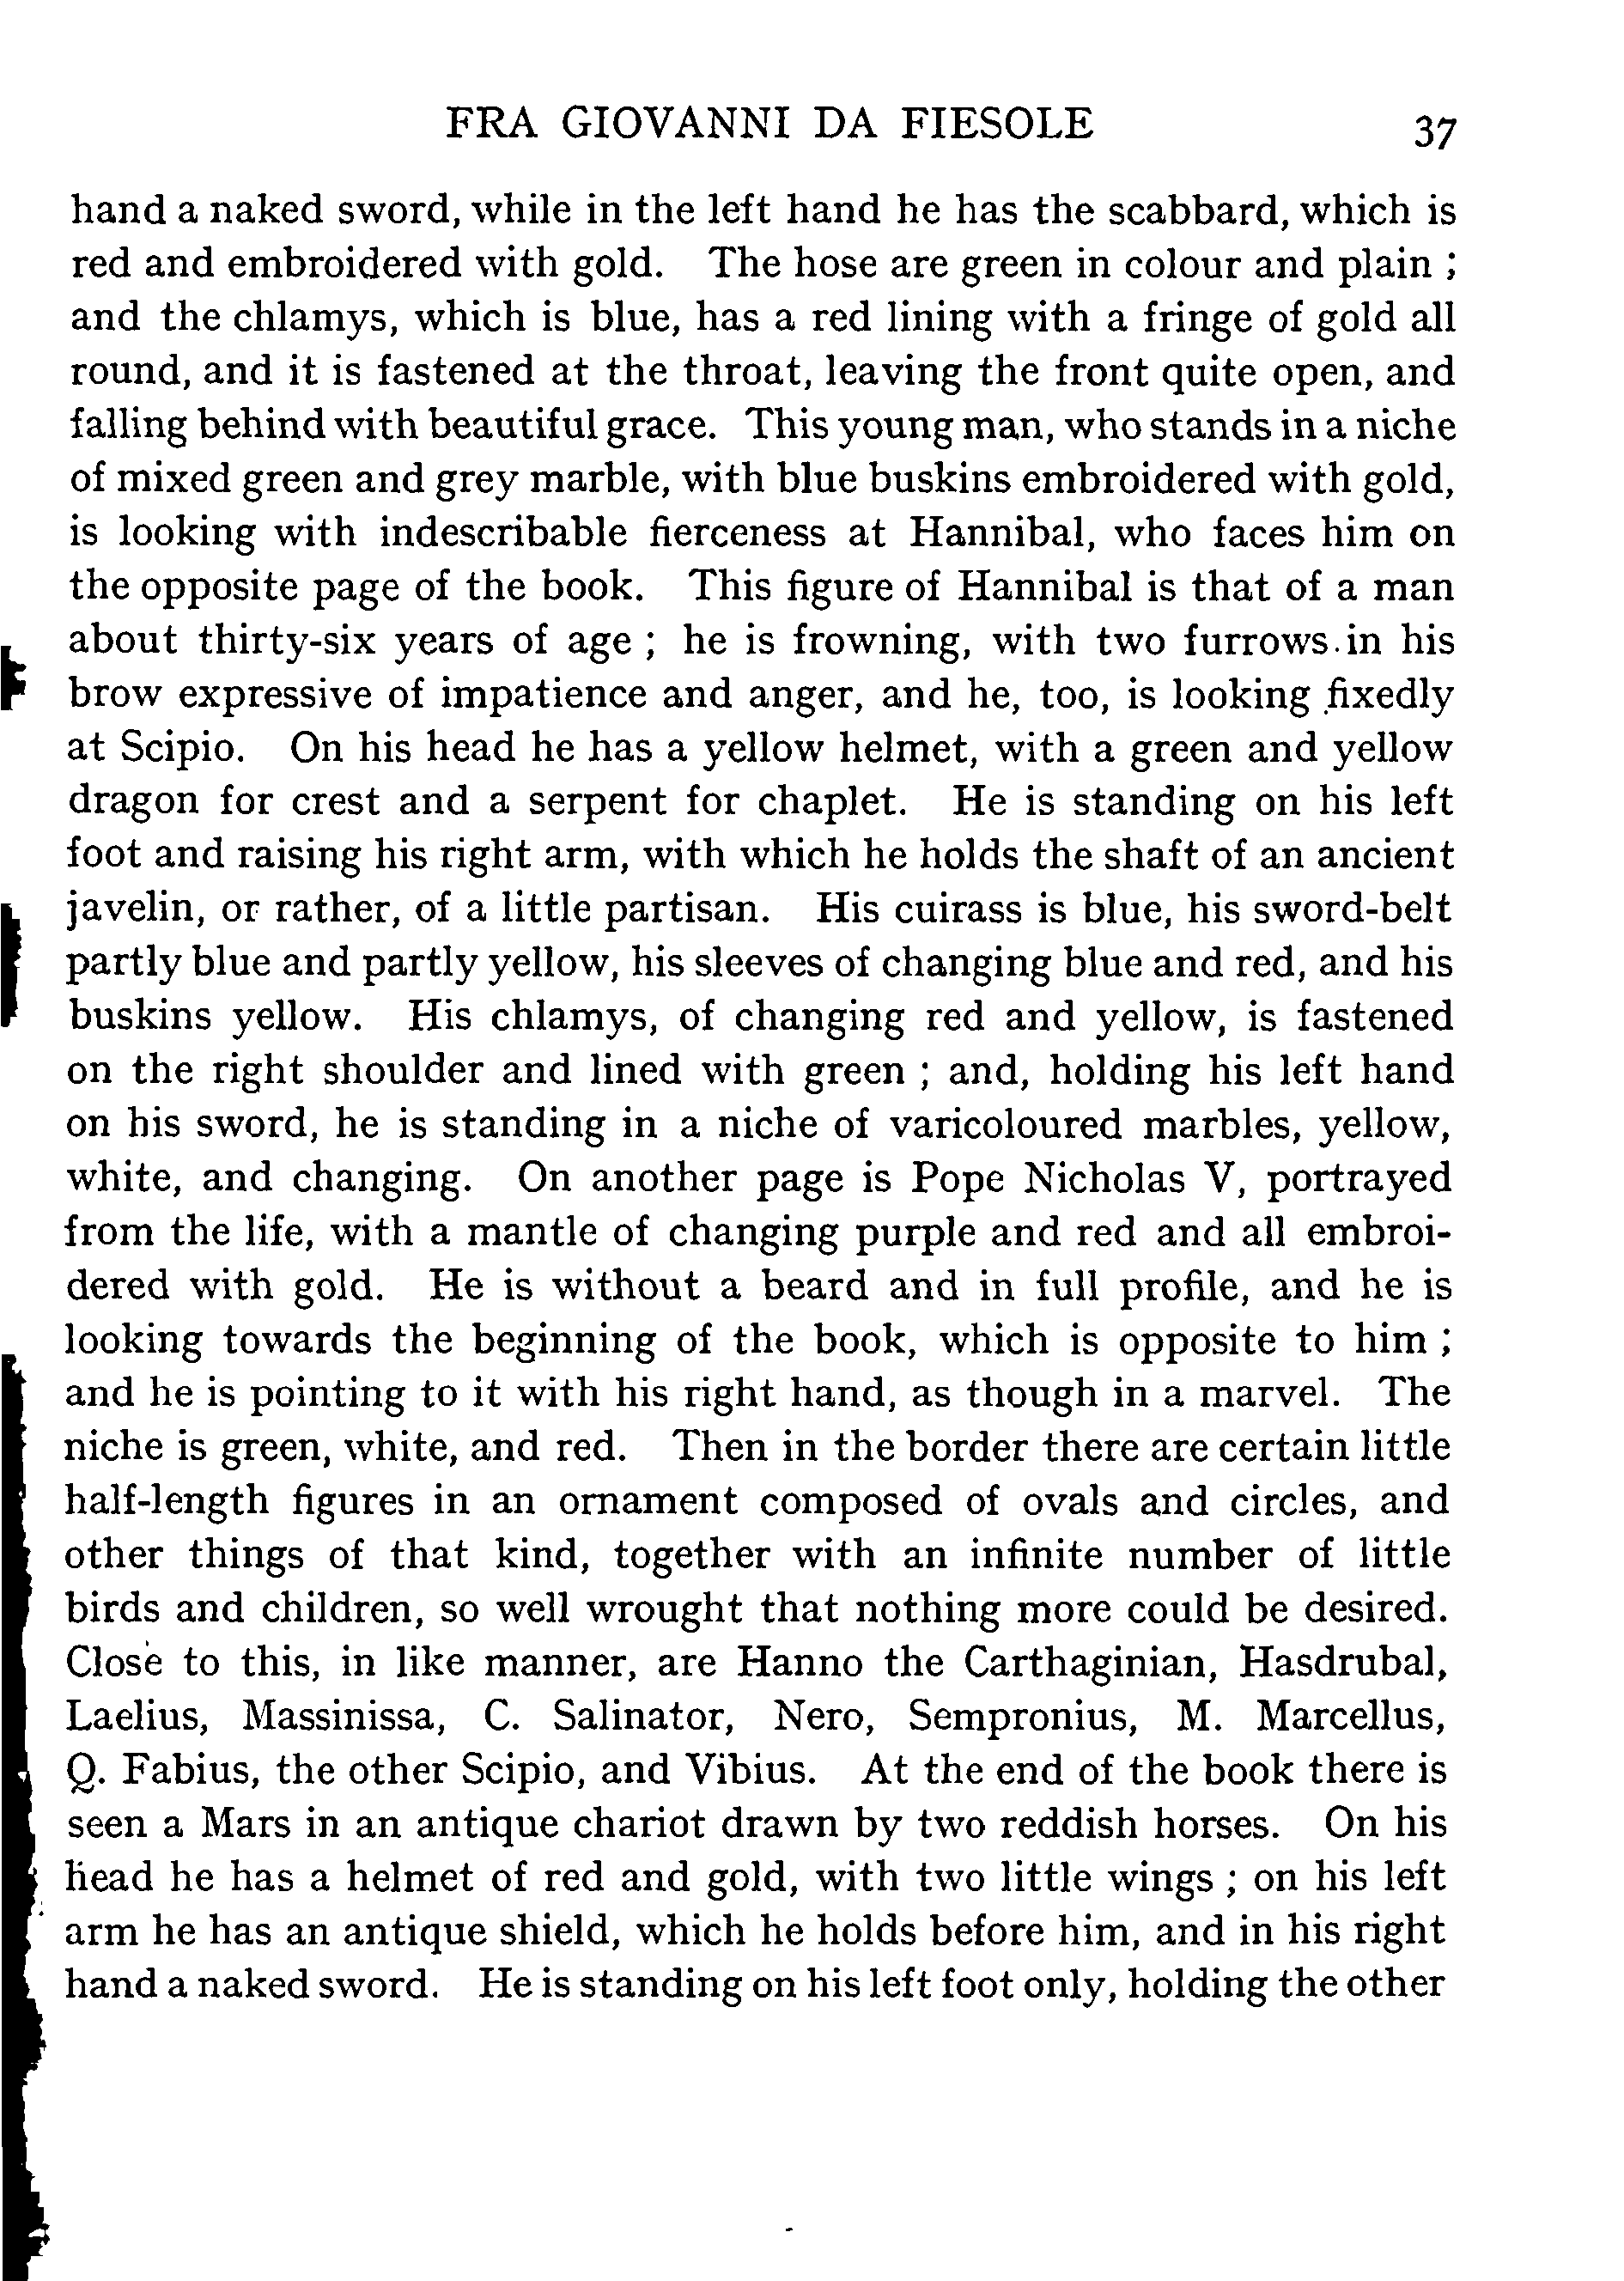 FRA GIOVANNI DA FIESOLE 37
hand a naked sword, while in the left hand he has the scabbard, which is
red and embroidered with gold. The hose are green in colour and plain ;
and the chlamys, which is blue, has a red lining with a fringe of gold all
round, and it is fastened at the throat, leaving the front quite open, and
falling behind with beautiful grace. This young man, who stands in a niche
of mixed green and grey marble, with blue buskins embroidered with gold,
is looking with indescribable fierceness at Hannibal, who faces him on
the opposite page of the book. This figure of Hannibal is that of a man
about thirty-six years of age ; he is frowning, with two furrows in his
brow expressive of impatience and anger, and he, too, is looking fixedly
at Scipio. On his head he has a yellow helmet, with a green and yellow
dragon for crest and a serpent for chaplet. He is standing on his left
foot and raising his right arm, with which he holds the shaft of an ancient
javelin, or rather, of a little partisan. His cuirass is blue, his sword-belt
partly blue and partly yellow, his sleeves of changing blue and red, and his
buskins yellow. His chlamys, of changing red and yellow, is fastened
on the right shoulder and lined with green ; and, holding his left hand
on his sword, he is standing in a niche of varicoloured marbles, yellow,
white, and changing. On another page is Pope Nicholas V, portrayed
from the life, with a mantle of changing purple and red and all embroi-
dered with gold. He is without a beard and in full profile, and he is
looking towards the beginning of the book, which is opposite to him ;
and he is pointing to it with his right hand, as though in a marvel. The
niche is green, white, and red. Then in the border there are certain little
half-length figures in an ornament composed of ovals and circles, and
other things of that kind, together with an infinite number of little
birds and children, so well wrought that nothing more could be desired.
Close to this, in like manner, are Hanno the Carthaginian, Hasdrubal,
Laelius, Massinissa, C. Salinator, Nero, Sempronius, M. Marcellus,
Q. Fabius, the other Scipio, and Vibius. At the end of the book there is
seen a Mars in an antique chariot drawn by two reddish horses. On his
head he has a helmet of red and gold, with two little wings ; on his left
arm he has an antique shield, which he holds before him, and in his right
hand a naked sword. He is standing on his left foot only, holding the other